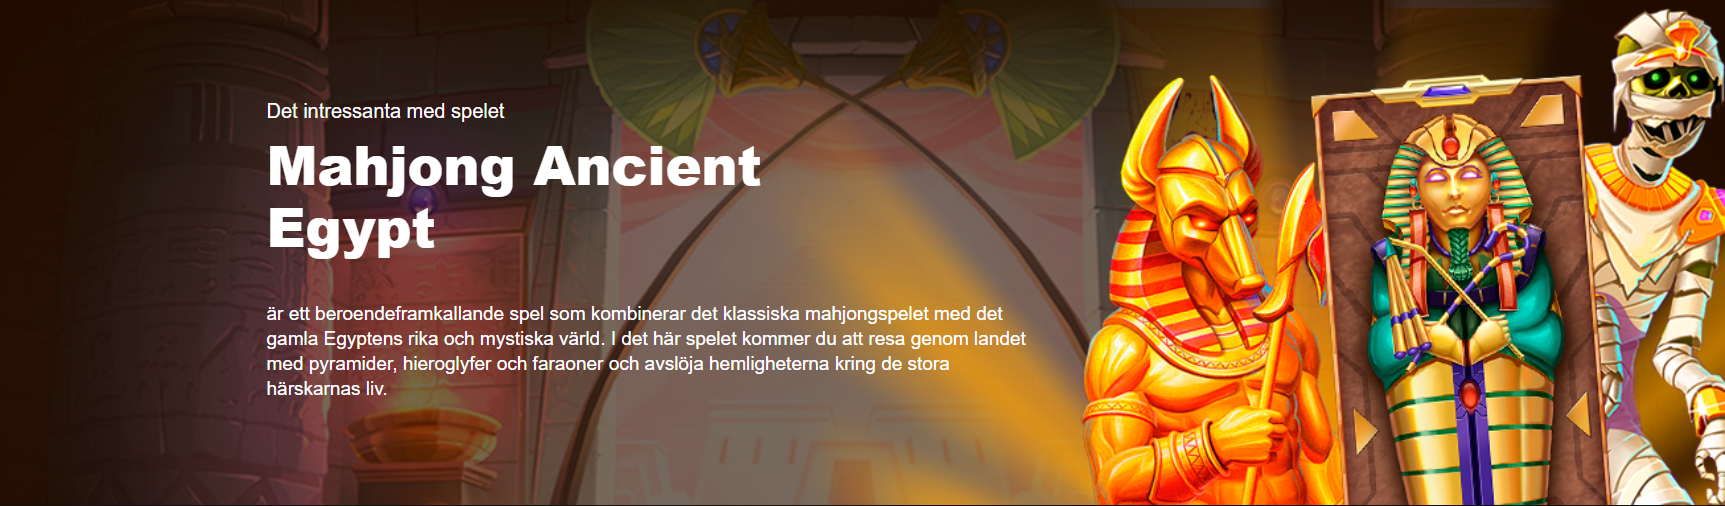 Det intressanta med spelet
Mahjong Ancient
Egypt
är ett beroendeframkallande spel som kombinerar det klassiska mahjongspelet med det
gamla Egyptens rika och mystiska värld. I det här spelet kommer du att resa genom landet
med pyramider, hieroglyfer och faraoner och avslöja hemligheterna kring de stora
härskarnas liv.